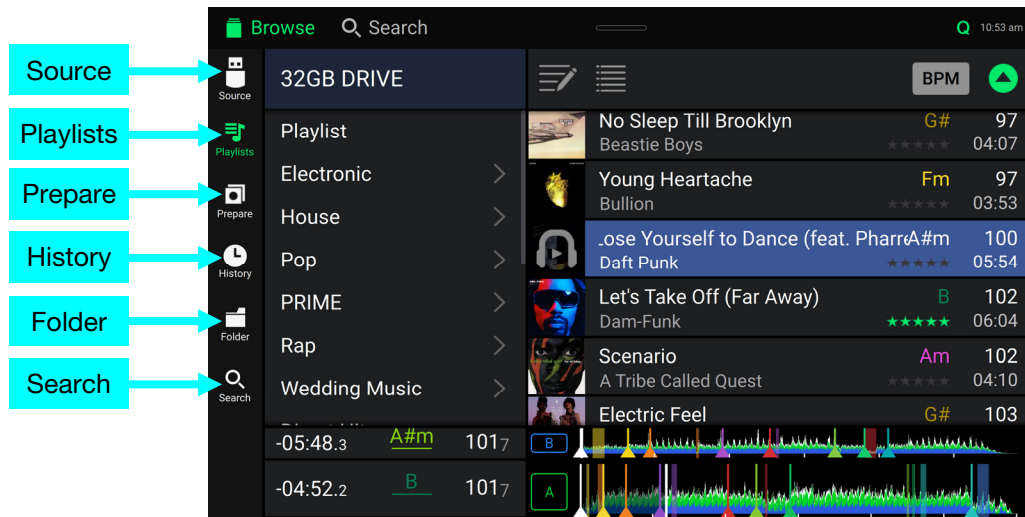 Browse Search Q 10:53 am
Source
Playlists
Prepare
History
Folder
Search
Source
Playlists
Prepare
History
Folder
Search
32GB DRIVE
Playlist
Electronic
House
Pop
PRIME
Rap
Wedding Music
BPM
No Sleep Till Brooklyn G# 97
Beastie Boys 04:07
Young Heartache Fm 97
Bullion 03:53
Lose Yourself to Dance (feat. Pharre A#m 100
Daft Punk 05:54
Let's Take Off (Far Away) B 102
Dam-Funk ★★★★★ 06:04
Scenario Am 102
A Tribe Called Quest 04:10
Electric Feel G# 103
-05:48.3 A#m 1017 B
-04:52.2 B 1017 A